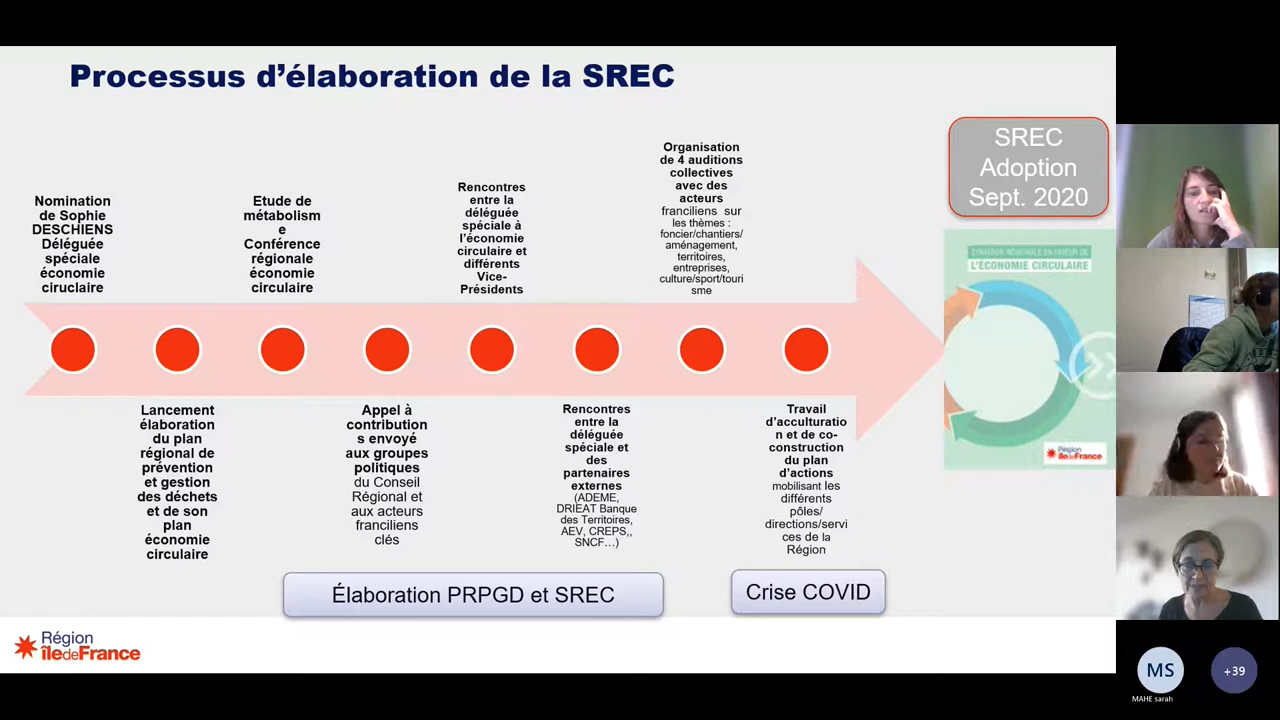 Processus d’élaboration de la SREC
Nomination
de Sophie
DESCHIENS
Déléguée
spéciale
économie
ciruclaire
Lancement
élaboration
du plan
régional de
prévention
et gestion
des déchets
et de son
plan
économie
circulaire
Etude de
métabolism
e
Conférence
régionale
économie
circulaire
Appel à
contribution
s envoyé
aux groupes
politiques
du Conseil
Régional et
aux acteurs
franciliens
clés
Rencontres
entre la
déléguée
spéciale à
l’économie
circulaire et
différents
Vice-
Présidents
Rencontres
entre la
déléguée
spéciale et
des
partenaires
externes
(ADEME,
DRIEAT Banque
des Territoires,
AEV, CREPS,,
SNCF…)
Organisation
de 4 auditions
collectives
avec des
acteurs
franciliens sur
les thèmes :
foncier/chantiers/
aménagement,
territoires,
entreprises,
culture/sport/touri
sme
Travail
d’acculturatio
n et de co-
construction
du plan
d’actions
mobilisant les
différents
pôles/
directions/servi
ces de la
Région
SREC
Adoption
Sept. 2020
STRATÉGIE RÉGIONALE EN FAVEUR DE
L’ÉCONOMIE CIRCULAIRE
Région
îledeFrance
Élaboration PRPGD et SREC
Crise COVID
Région
îledeFrance
MS
+39
MAHE sarah